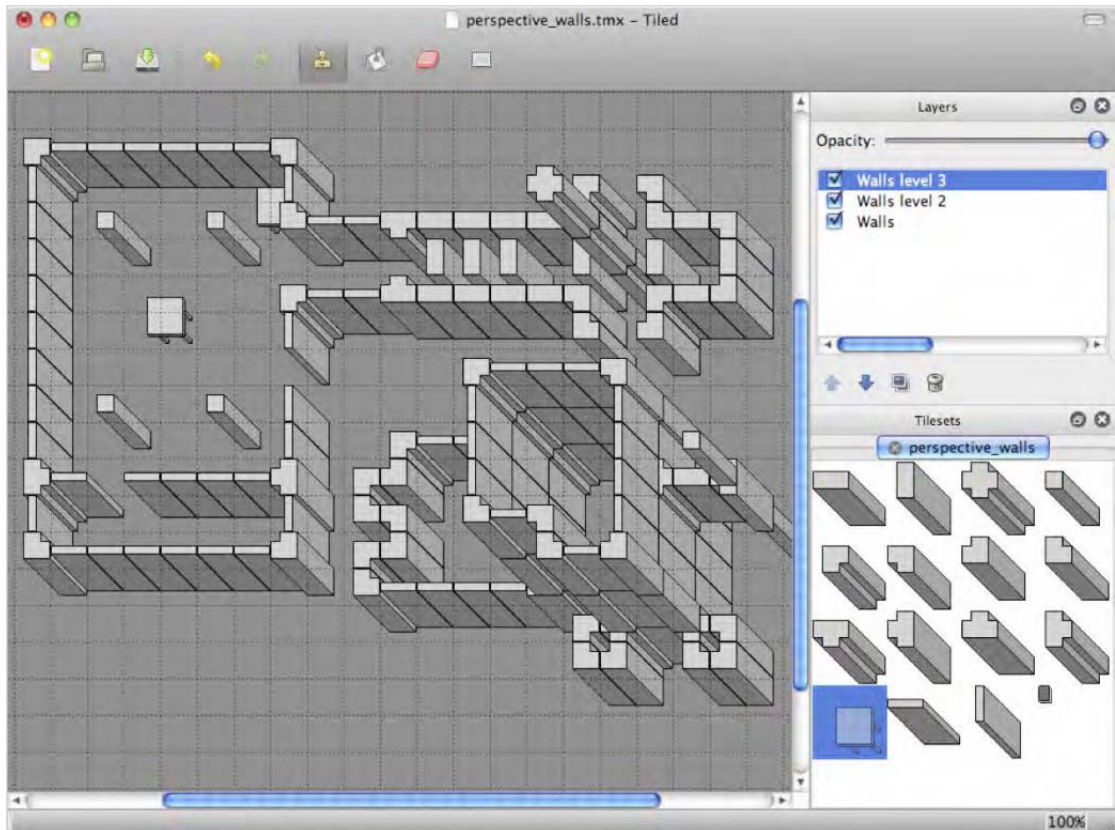 perspective_walls.tmx - Tiled
Layers
Opacity:
Walls level 3
Walls level 2
Walls
Tilesets
perspective_walls
100%